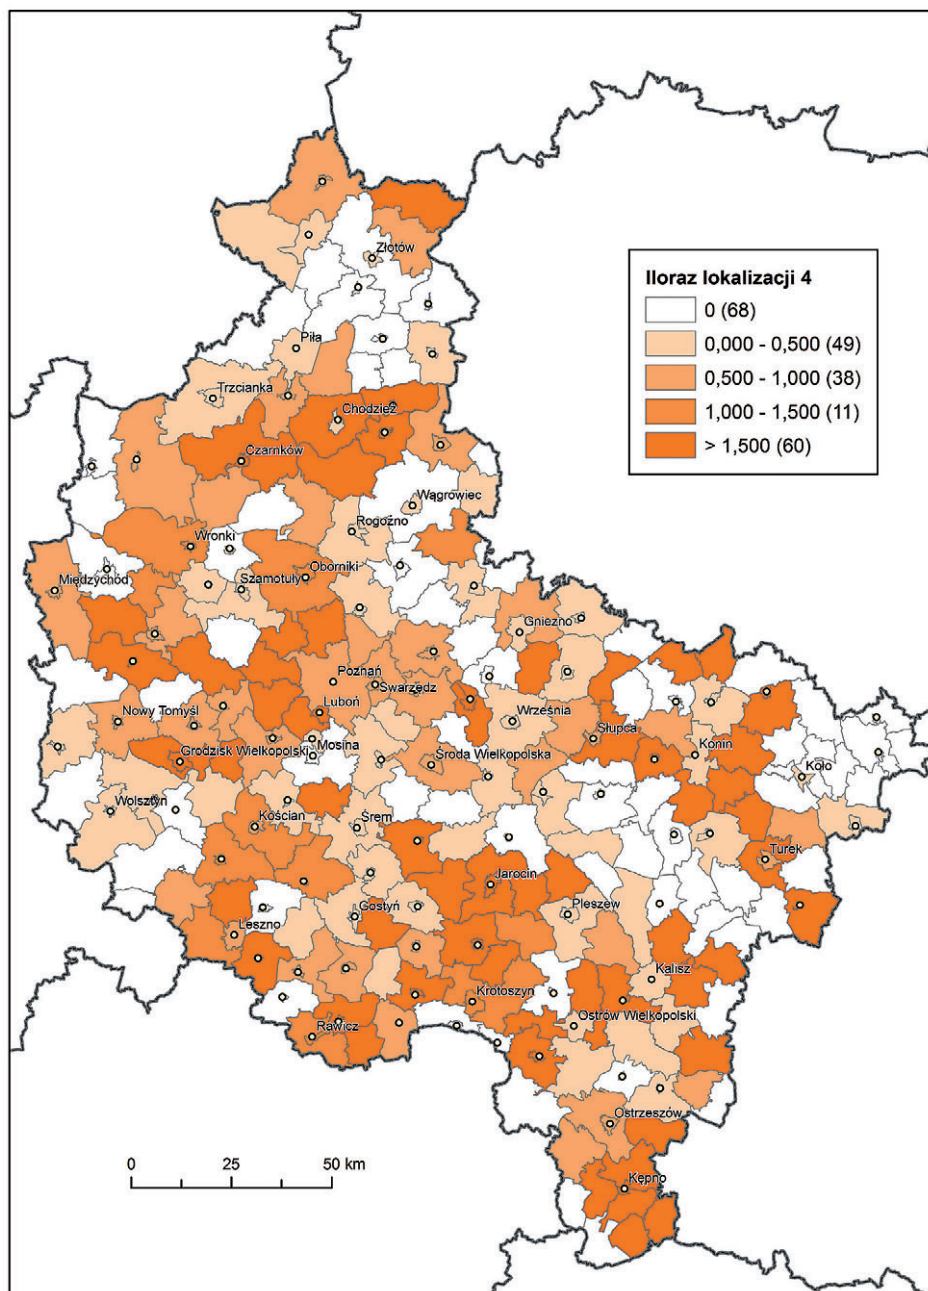 Złotów
Iloraz lokalizacji 4
0 (68)
0,000 - 0,500 (49)
0,500 - 1,000 (38)
1,000 - 1,500 (11)
> 1,500 (60)
Piła
Trzcianka
Chodzież
Czarnków
Wągrowiec
Rogoźno
Wronki
Oborniki
Międzychód
Szamotuły
Gniezno
Poznań
Swarzędz
Nowy Tomyśl
Luboń
Września
Słupca
Grodzisk Wielkopolski
Mosina
Środa Wielkopolska
Konin
Koło
Wolsztyn
Kościan
Śrem
Turek
Jarocin
Gostyń
Pleszew
Leszno
Kalisz
Krotoszyn
Ostrów Wielkopolski
Rawicz
Ostrzeszów
0 25 50 km
Kępno